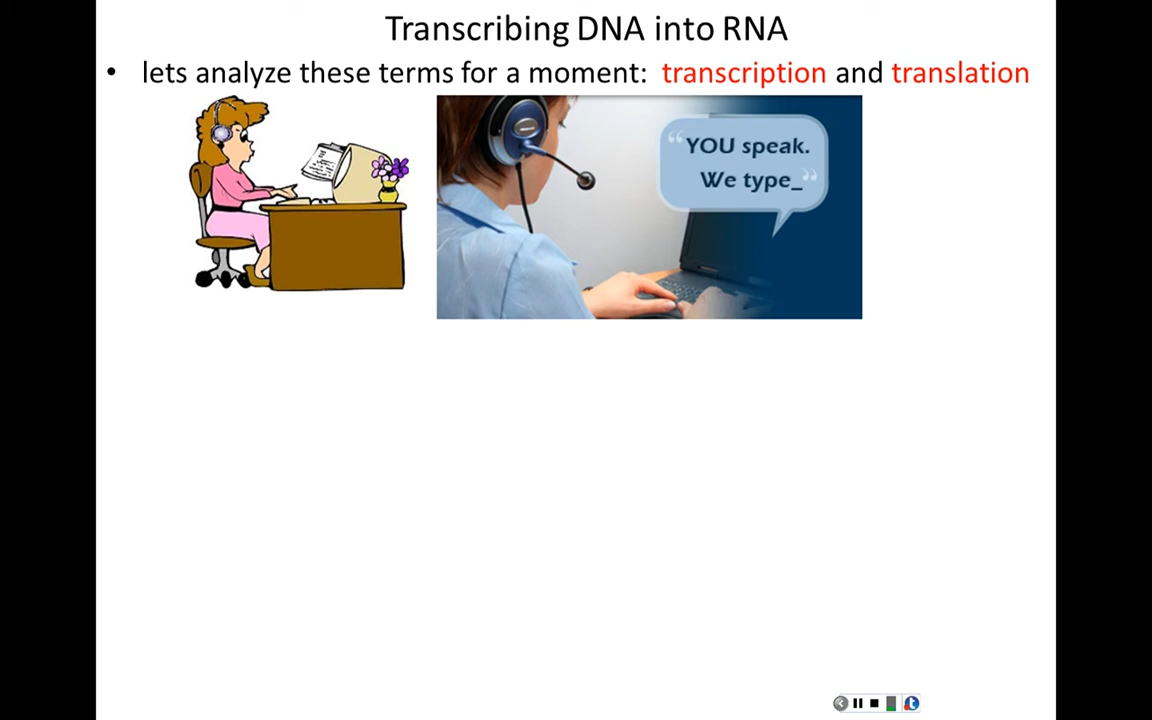 Transcribing DNA into RNA
• lets analyze these terms for a moment: transcription and translation
“YOU speak.
We type_”